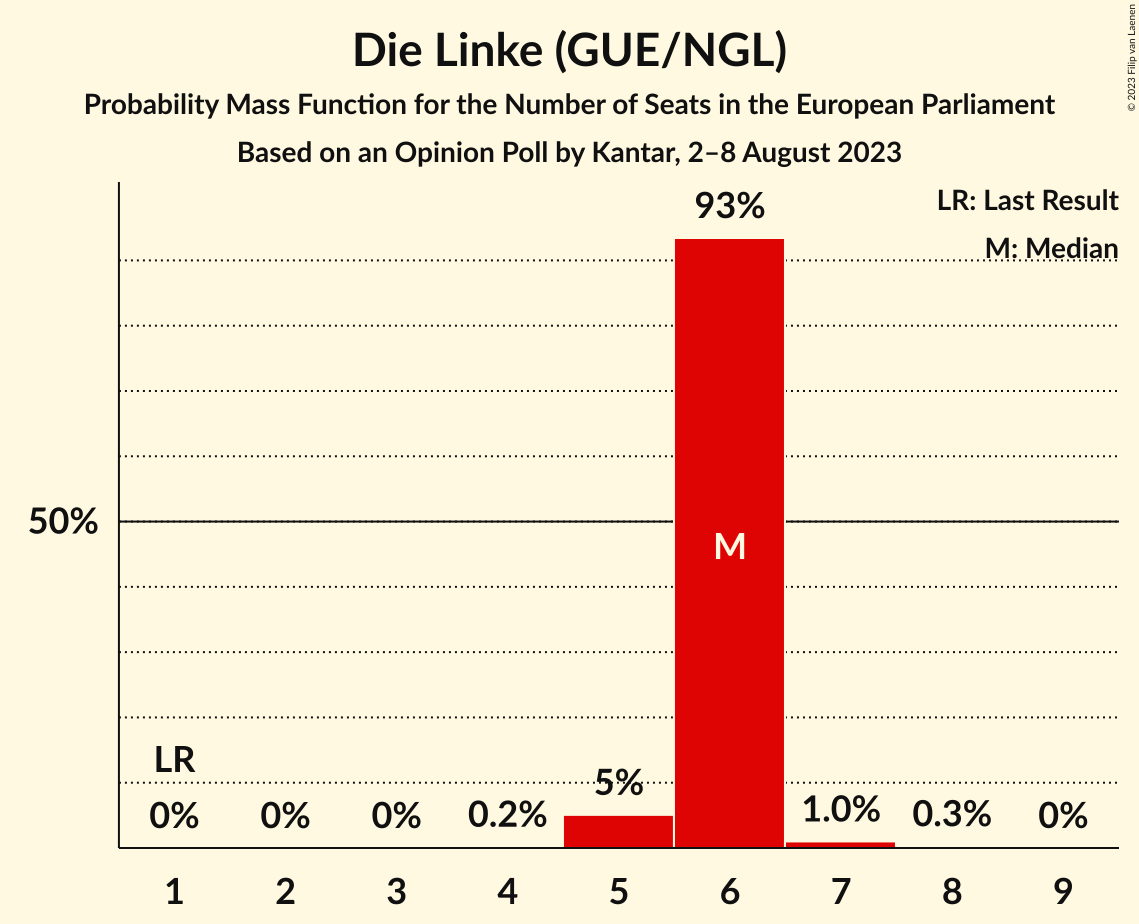 Die Linke (GUE/NGL)
Probability Mass Function for the Number of Seats in the European Parliament
Based on an Opinion Poll by Kantar, 2–8 August 2023
© 2023 Filip van Laenen
LR: Last Result
M: Median
93%
50%
M
LR
0%
0%
0%
0.2%
5%
1.0%
0.3%
0%
1 2 3 4 5 6 7 8 9